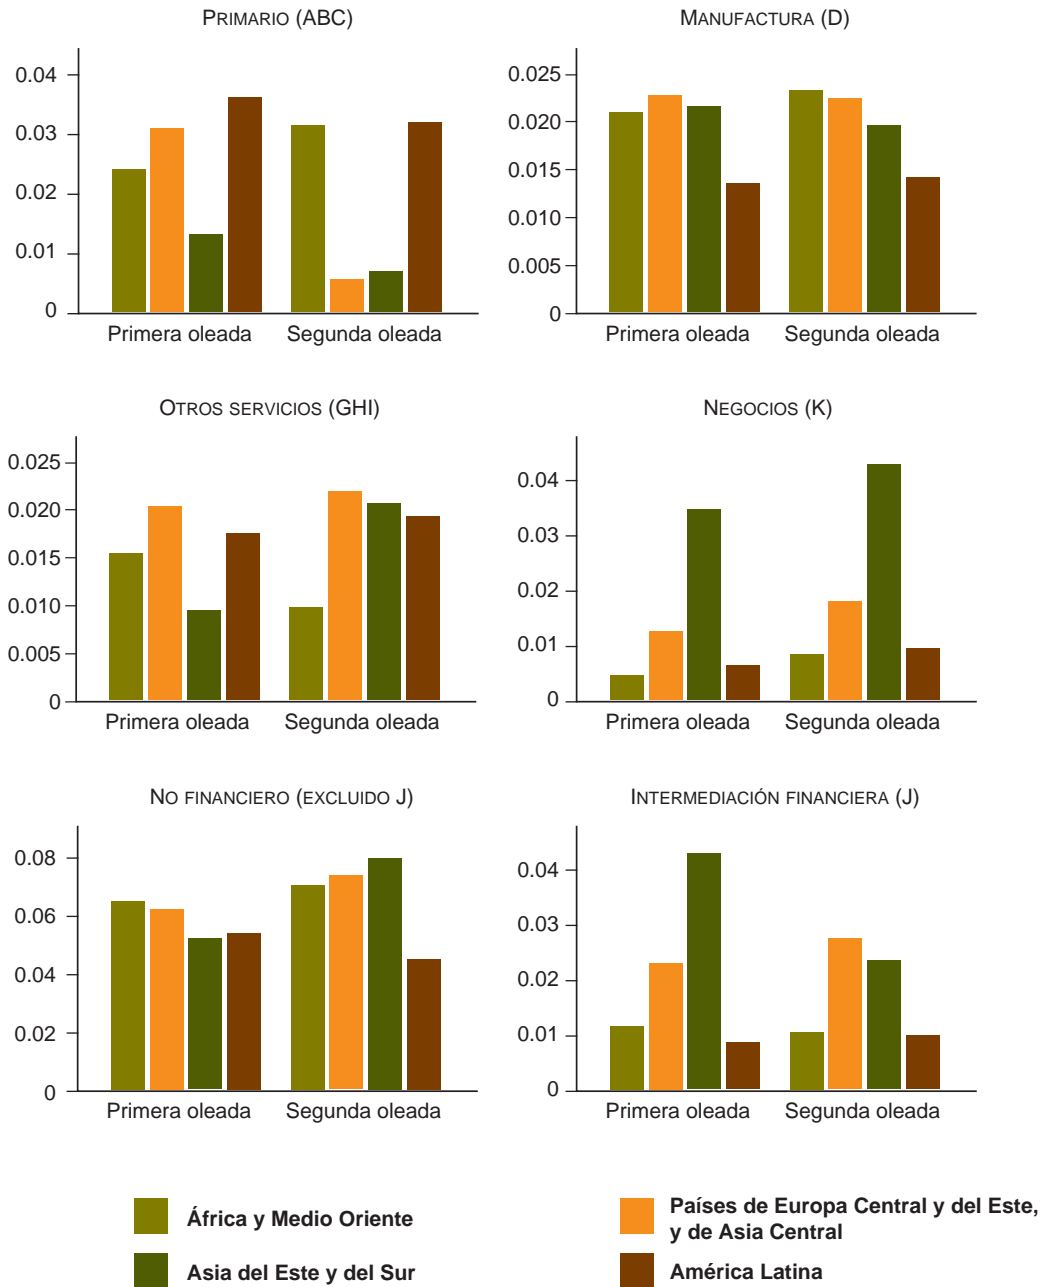 PRIMARIO (ABC)
0.04
0.03
0.02
0.01
0
Primera oleada Segunda oleada
MANUFACTURA (D)
0.025
0.020
0.015
0.010
0.005
0
Primera oleada Segunda oleada
OTROS SERVICIOS (GHI)
0.025
0.020
0.015
0.010
0.005
0
Primera oleada Segunda oleada
NEGOCIOS (K)
0.04
0.03
0.02
0.01
0
Primera oleada Segunda oleada
NO FINANCIERO (EXCLUIDO J)
0.08
0.06
0.04
0.02
0
Primera oleada Segunda oleada
INTERMEDIACIÓN FINANCIERA (J)
0.04
0.03
0.02
0.01
0
Primera oleada Segunda oleada
África y Medio Oriente
Países de Europa Central y del Este,
y de Asia Central
Asia del Este y del Sur
América Latina